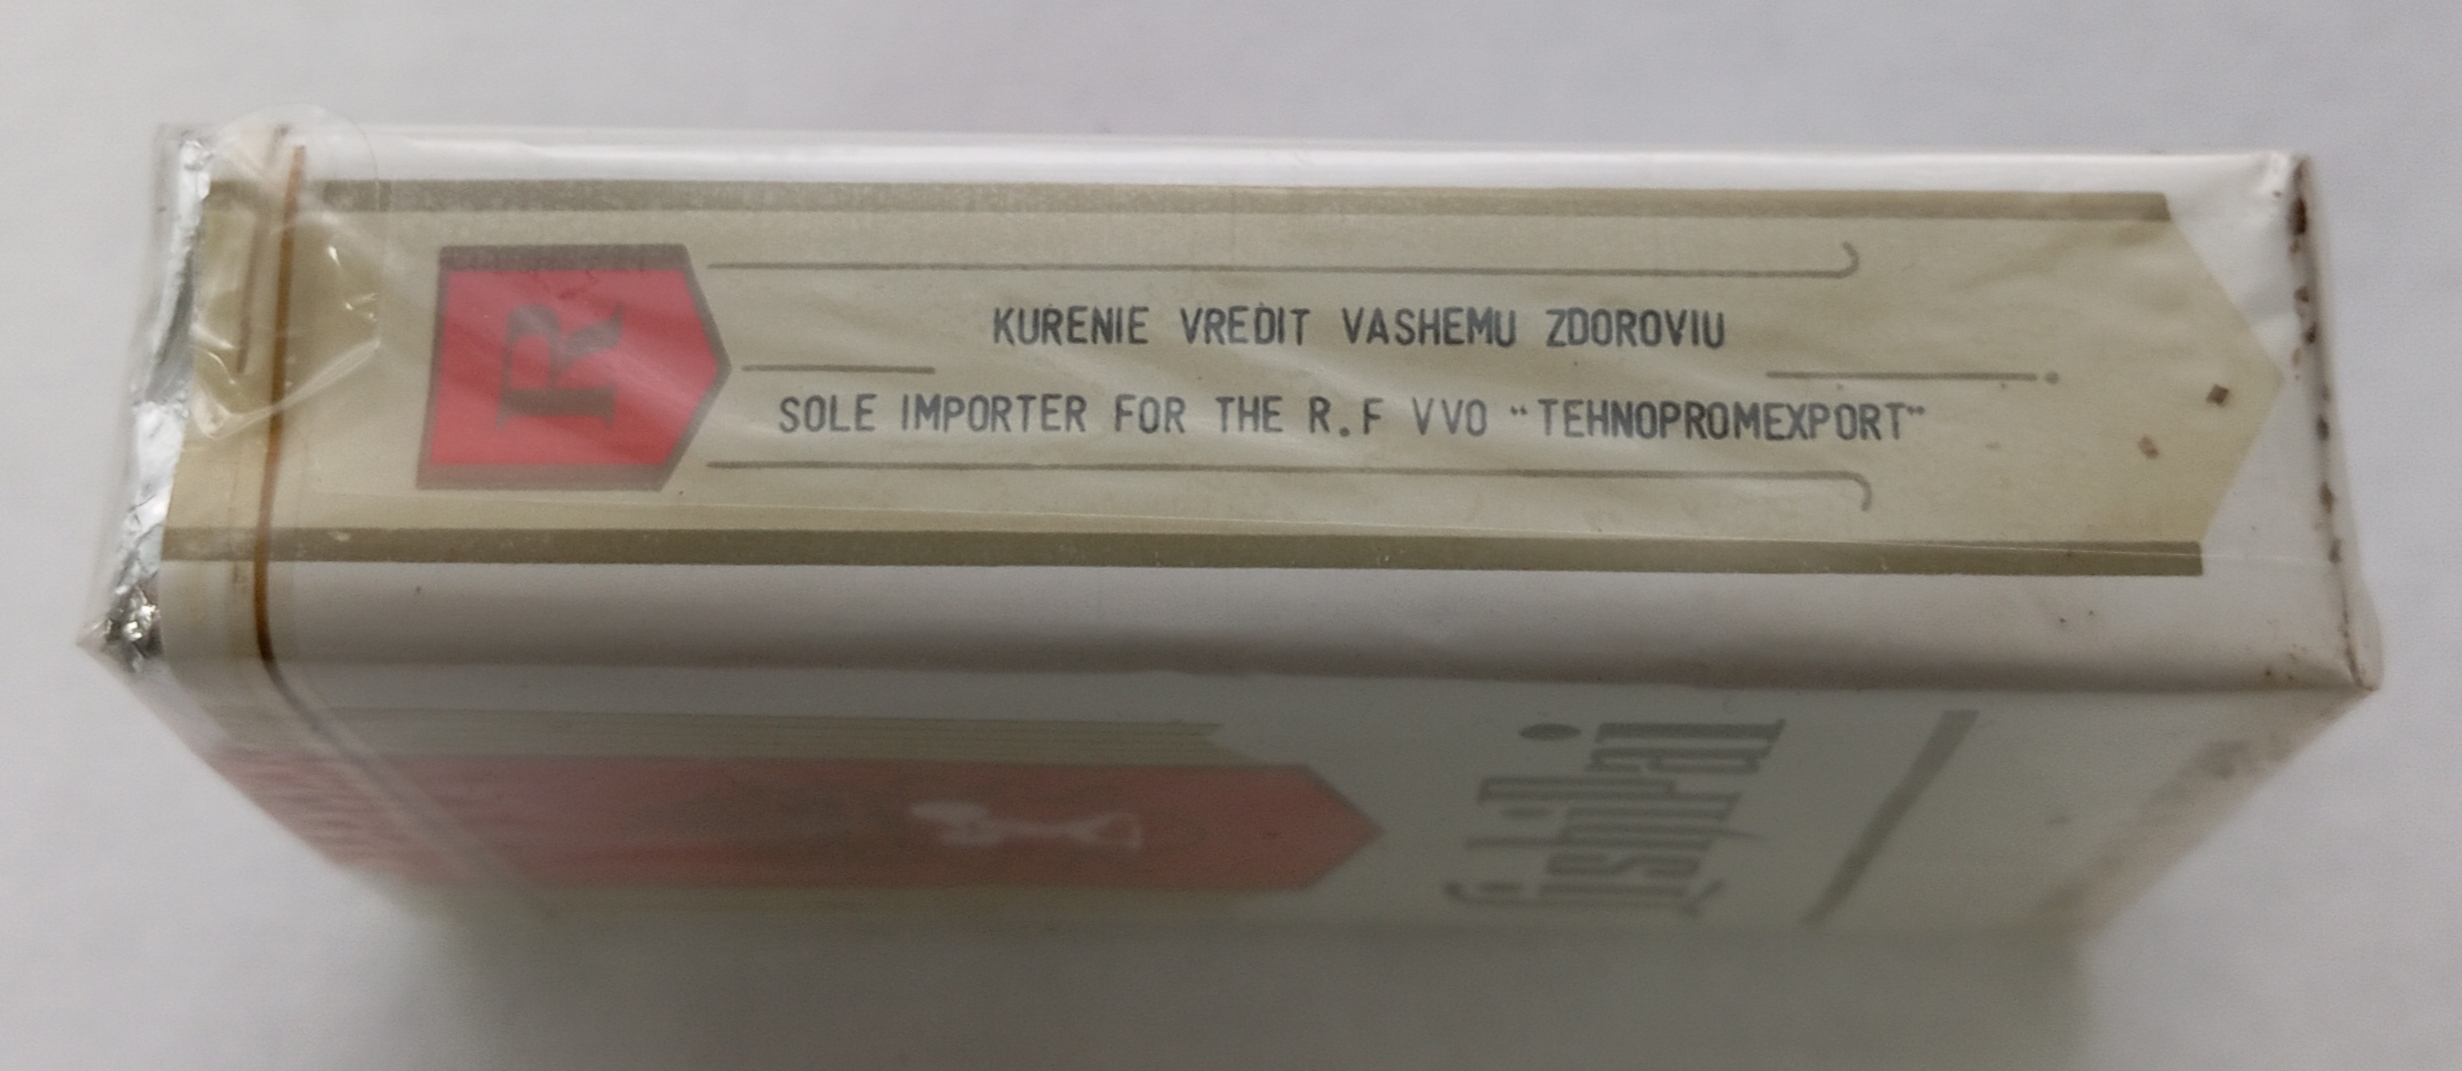 R
KURENIE VREDIT VASHEMU ZDOROVIU
SOLE IMPORTER FOR THE R.F VVO "TEHNOPROMEXPORT"